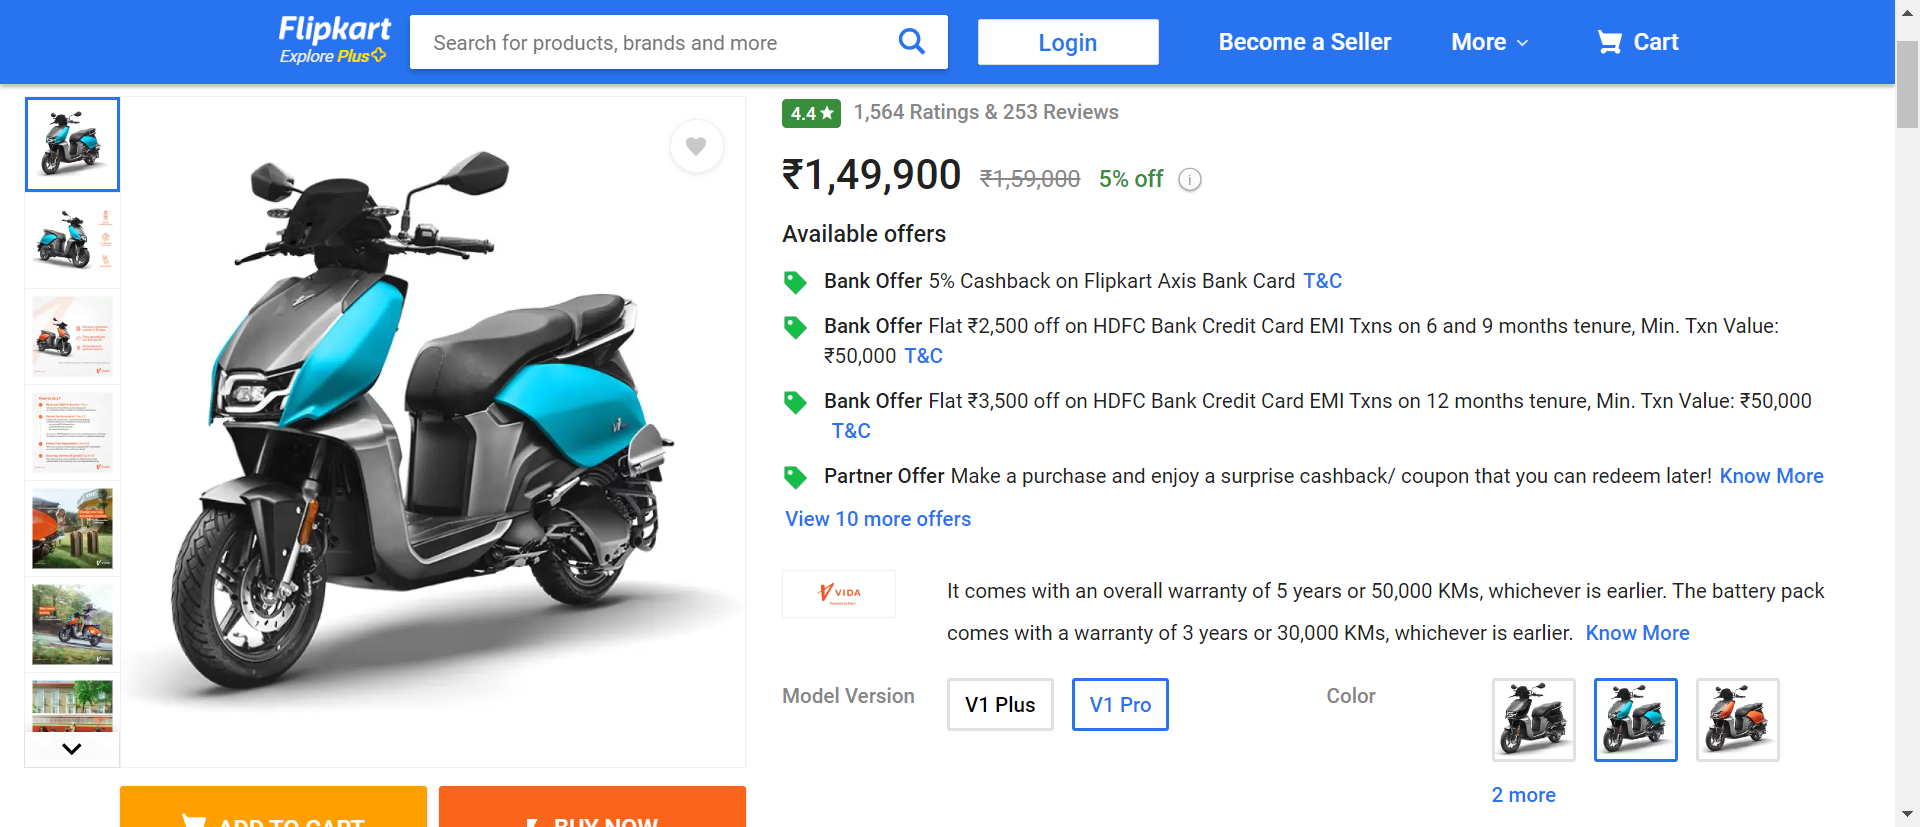 Flipkart
Explore Plus
Search for products, brands and more
Login
Become a Seller
More
Cart
4.4
1,564 Ratings & 253 Reviews
₹1,49,900 ₹1,59,000 5% off
Available offers
Bank Offer 5% Cashback on Flipkart Axis Bank Card T&C
Bank Offer Flat ₹2,500 off on HDFC Bank Credit Card EMI Txns on 6 and 9 months tenure, Min. Txn Value:
₹50,000 T&C
Bank Offer Flat ₹3,500 off on HDFC Bank Credit Card EMI Txns on 12 months tenure, Min. Txn Value: ₹50,000
T&C
Partner Offer Make a purchase and enjoy a surprise cashback/ coupon that you can redeem later! Know More
View 10 more offers
VIDA
It comes with an overall warranty of 5 years or 50,000 KMs, whichever is earlier. The battery pack
comes with a warranty of 3 years or 30,000 KMs, whichever is earlier. Know More
Model Version
V1 Plus
V1 Pro
Color
2 more
ADD TO CART
BUY NOW